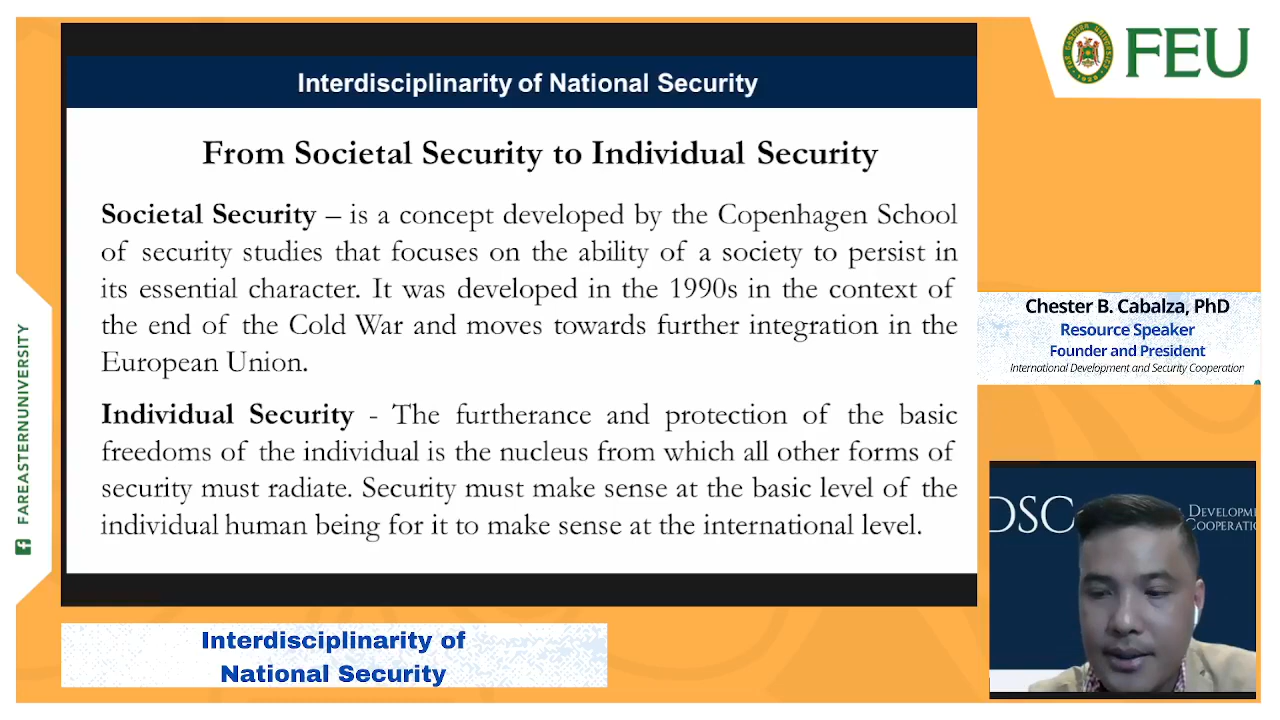 FEU
Interdisciplinarity of National Security
From Societal Security to Individual Security
Societal Security – is a concept developed by the Copenhagen School
of security studies that focuses on the ability of a society to persist in
its essential character. It was developed in the 1990s in the context of
the end of the Cold War and moves towards further integration in the
European Union.
Individual Security - The furtherance and protection of the basic
freedoms of the individual is the nucleus from which all other forms of
security must radiate. Security must make sense at the basic level of the
individual human being for it to make sense at the international level.
Chester B. Cabalza, PhD
Resource Speaker
Founder and President
International Development and Security Cooperation
FAREASTERNUNIVERSITY
DSC
DEVELOPME
COOPERATIO
Interdisciplinarity of
National Security